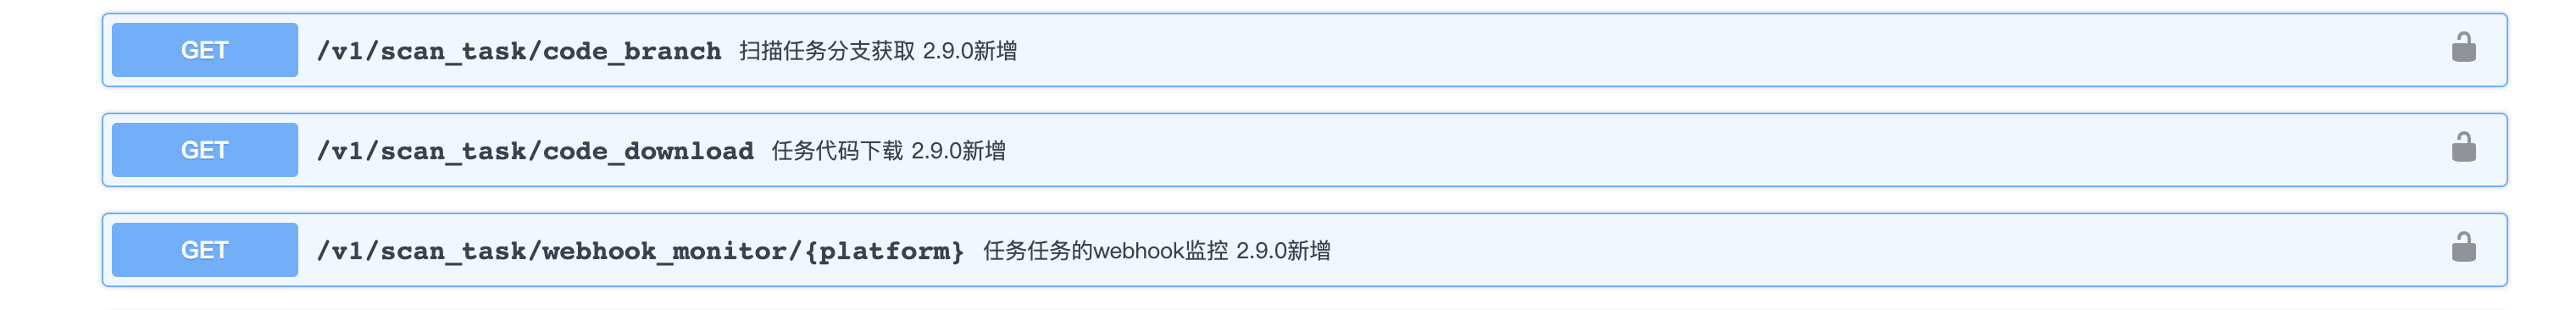 GET /v1/scan_task/code_branch 扫描任务分支获取 2.9.0新增
GET /v1/scan_task/code_download 任务代码下载 2.9.0新增
GET /v1/scan_task/webhook_monitor/{platform} 任务任务的webhook监控 2.9.0新增